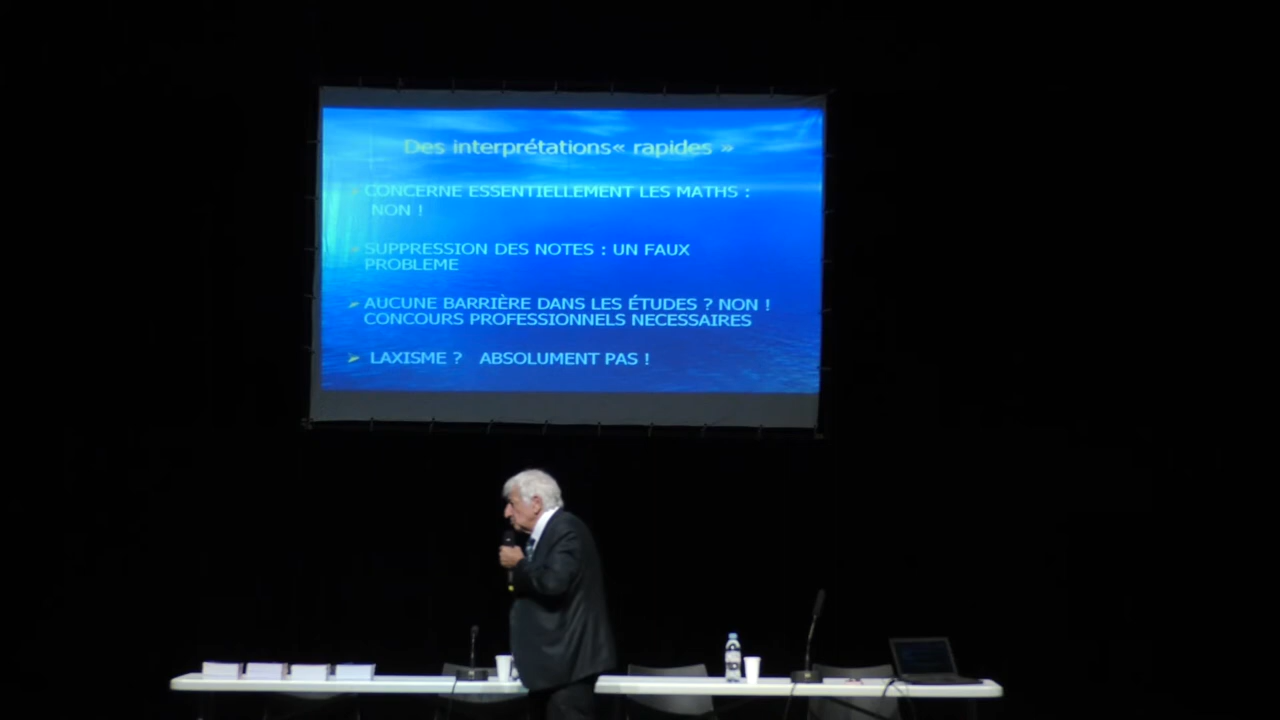 Des interprétations« rapides »
CONCERNE ESSENTIELLEMENT LES MATHS :
NON !
SUPPRESSION DES NOTES : UN FAUX
PROBLEME
AUCUNE BARRIÈRE DANS LES ÉTUDES ? NON !
CONCOURS PROFESSIONNELS NECESSAIRES
LAXISME ? ABSOLUMENT PAS !